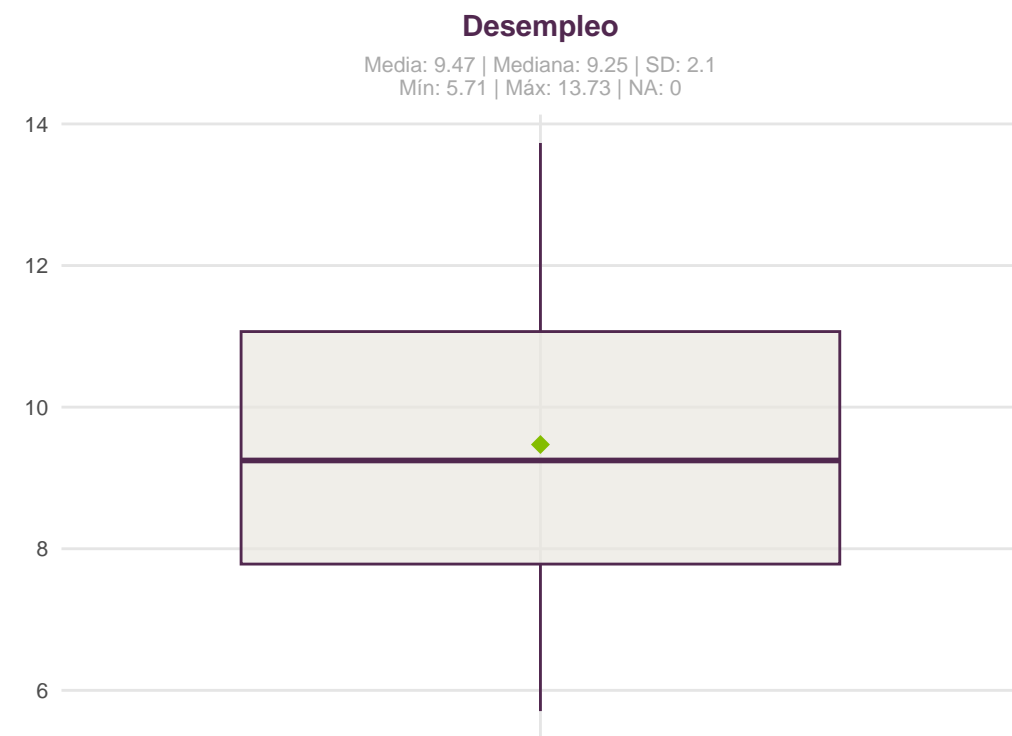 Desempleo
Media: 9.47 | Mediana: 9.25 | SD: 2.1
Mín: 5.71 | Máx: 13.73 | NA: 0
14
12
10
8
6